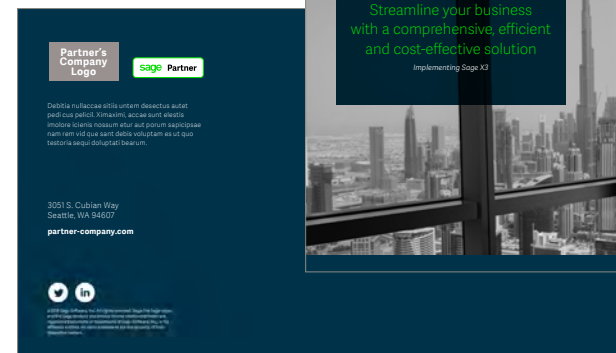 Partner's
Company
Logo
sage Partner
Debitia nullaccae sitiis untem desectus autet
pedi cus pelicil. Ximaximi, accae sunt elestis
imolore icienis nossum etur aut porum sapicipsae
nam rem vid que sant debis voluptam es ut quo
testoria sequi doluptati bearum.
3051 S. Cubian Way
Seattle, WA 94607
partner-company.com
in
Streamline your business
with a comprehensive, efficient
and cost-effective solution
Implementing Sage X3